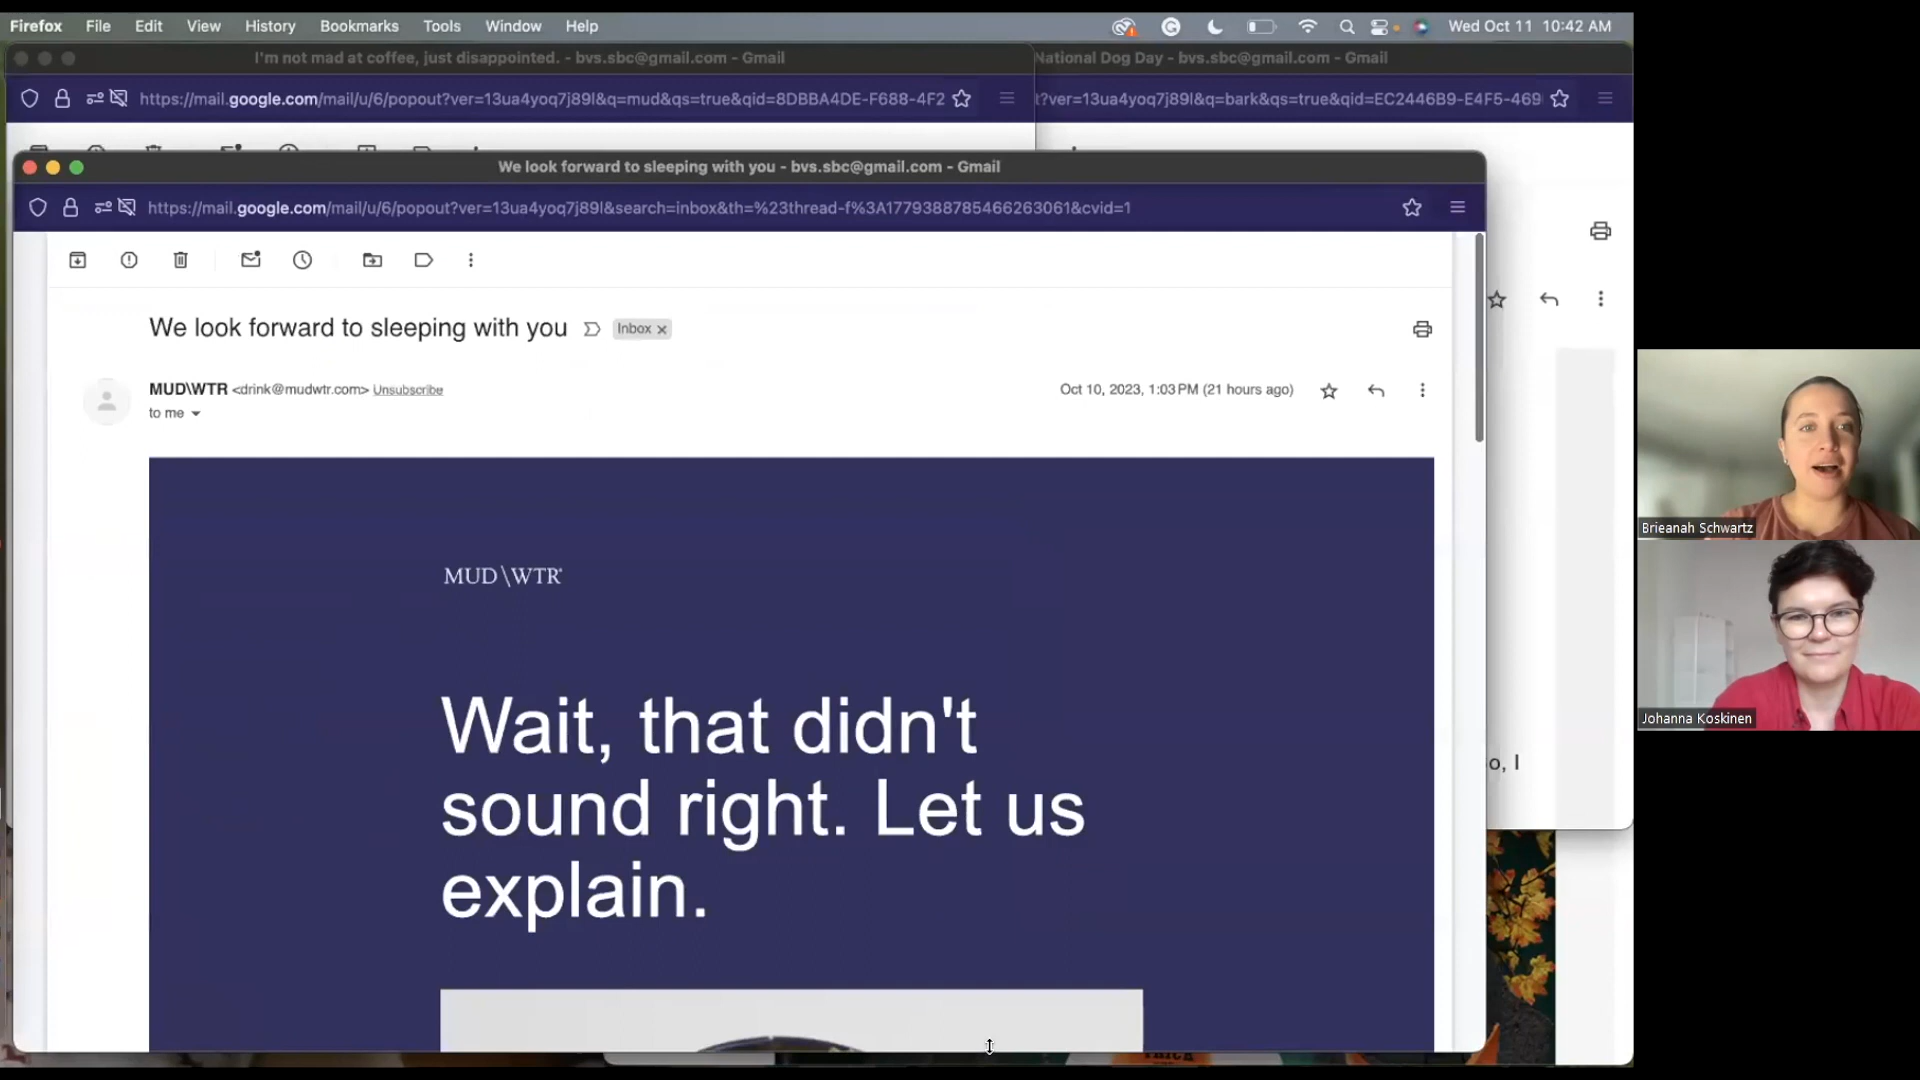 Firefox File Edit View History Bookmarks Tools Window Help Wed Oct 11 10:42 AM
I'm not mad at coffee, just disappointed. - bvs.sbc@gmail.com - Gmail
National Dog Day - bvs.sbc@gmail.com - Gmail
https://mail.google.com/mail/u/6/popout?ver=13ua4yoq7j89l&q=mud&qs=true&qid=8DBBA4DE-F688-4F2
t?ver=13ua4yoq7j89l&q=bark&qs=true&qid=EC2446B9-E4F5-469
We look forward to sleeping with you - bvs.sbc@gmail.com - Gmail
https://mail.google.com/mail/u/6/popout?ver=13ua4yoq7j89l&search=inbox&th=%23thread-f%3A1779388785466263061&cvid=1
We look forward to sleeping with you Inbox x
MUD\WTR <drink@mudwtr.com> Unsubscribe Oct 10, 2023, 1:03 PM (21 hours ago)
to me
MUD\WTR
Wait, that didn't
sound right. Let us
explain.
o, I
Brieanah Schwartz
Johanna Koskinen